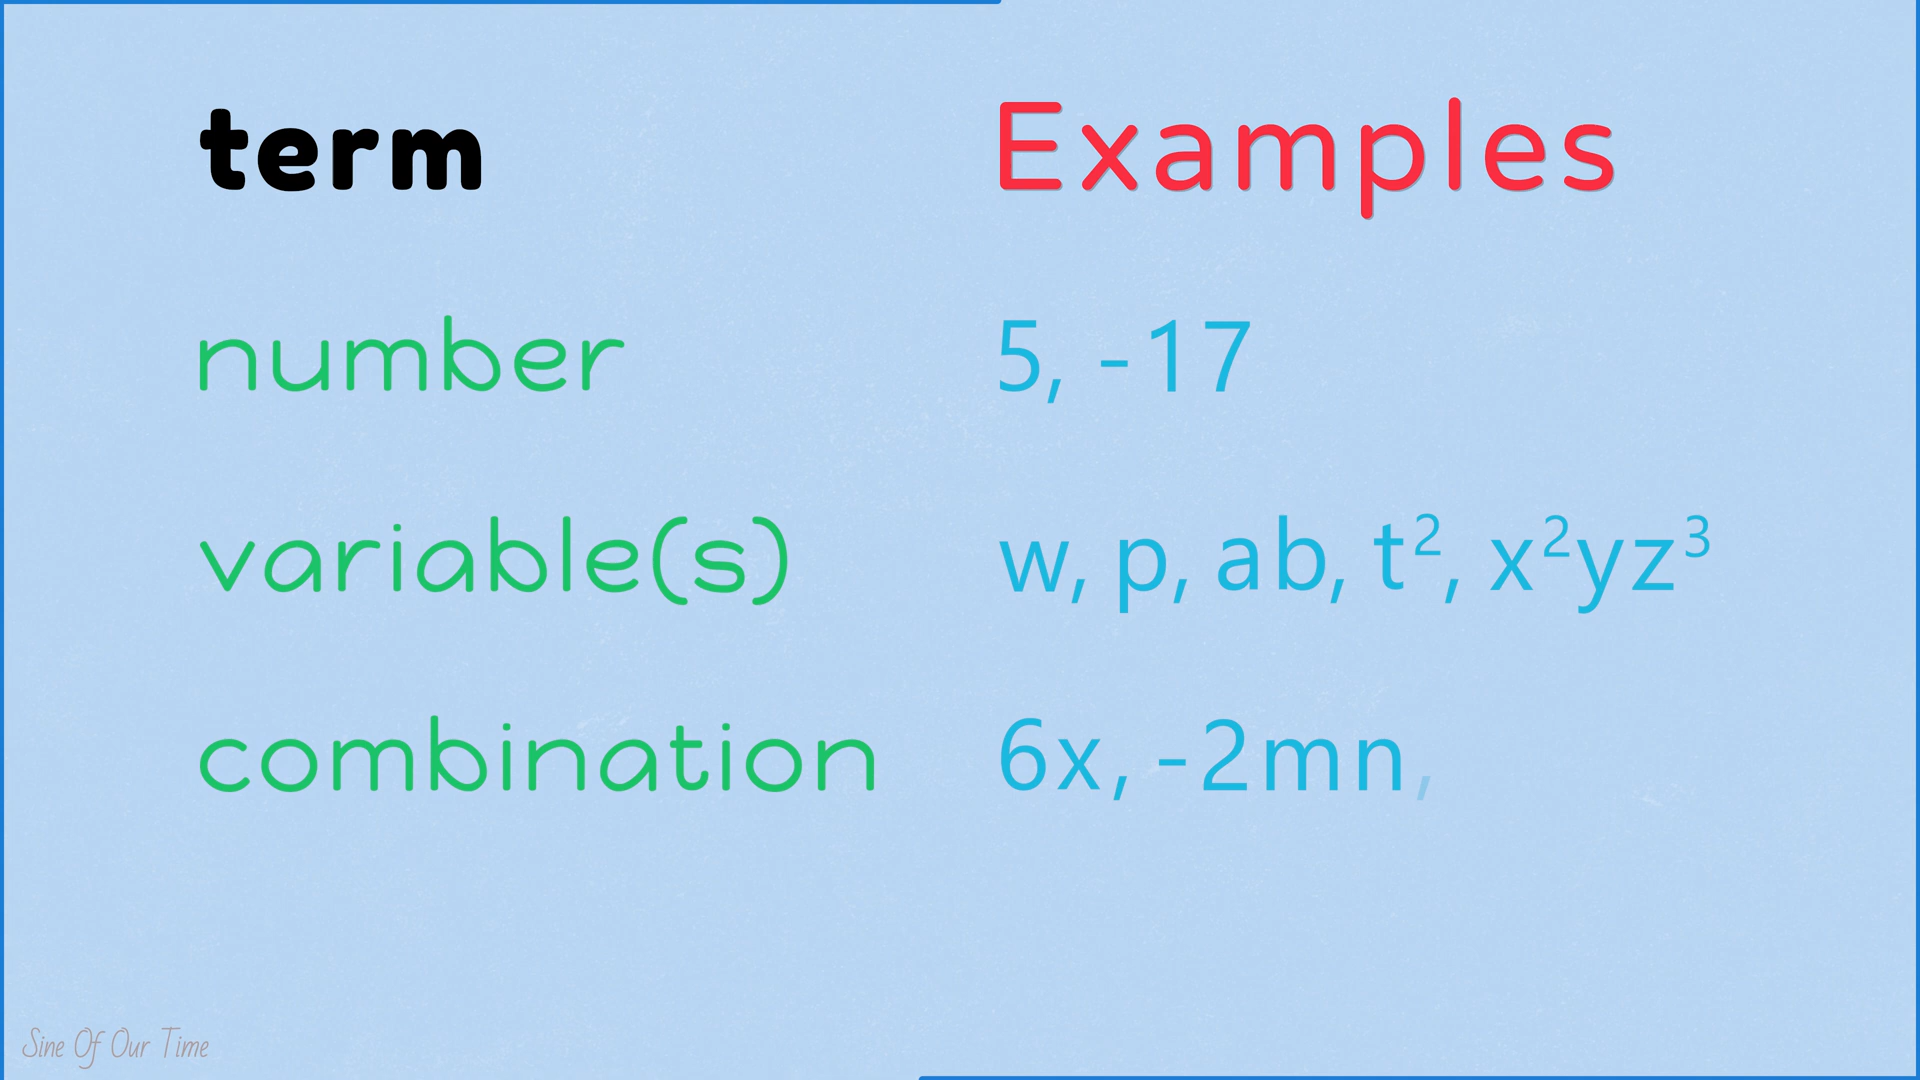 term Examples
number 5, -17
variable(s) w, p, ab, t², x²yz³
combination 6x, -2mn,
Sine Of Our Time